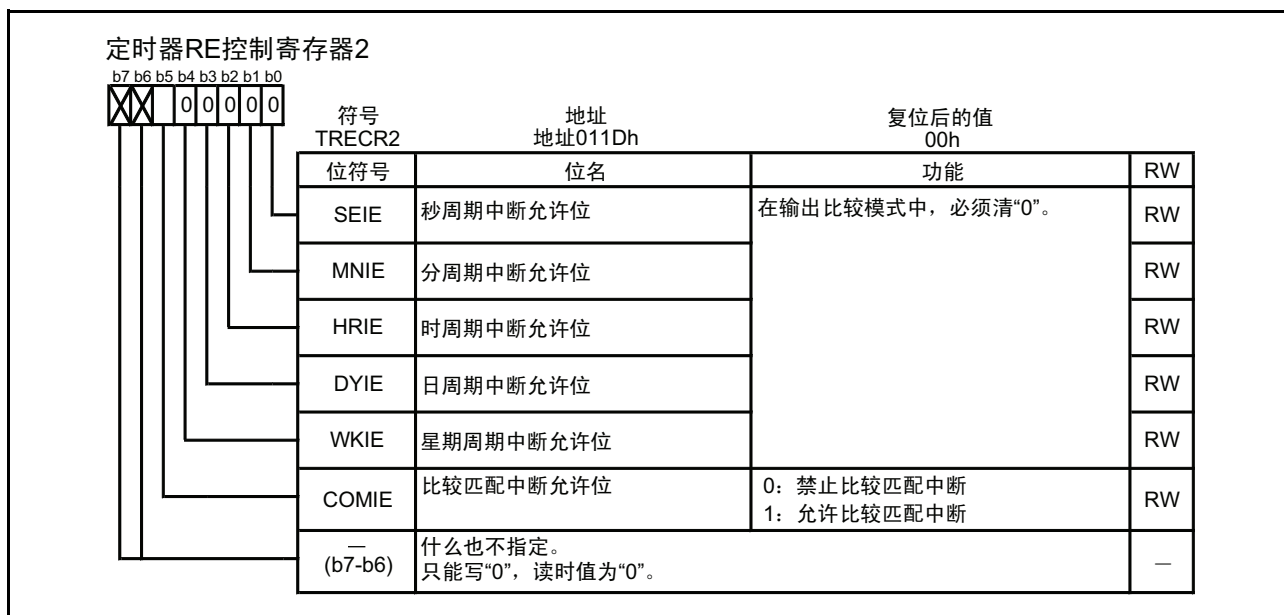 定时器RE控制寄存器2
b7 b6 b5 b4 b3 b2 b1 b0
0 0 0 0 0
符号 地址 复位后的值
TRECR2 地址011Dh 00h
位符号 位名 功能 RW
SEIE 秒周期中断允许位 在输出比较模式中，必须清“0”。 RW
MNIE 分周期中断允许位 RW
HRIE 时周期中断允许位 RW
DYIE 日周期中断允许位 RW
WKIE 星期周期中断允许位 RW
COMIE 比较匹配中断允许位 0：禁止比较匹配中断 RW
1：允许比较匹配中断
— 什么也不指定。 —
(b7-b6) 只能写“0”，读时值为“0”。